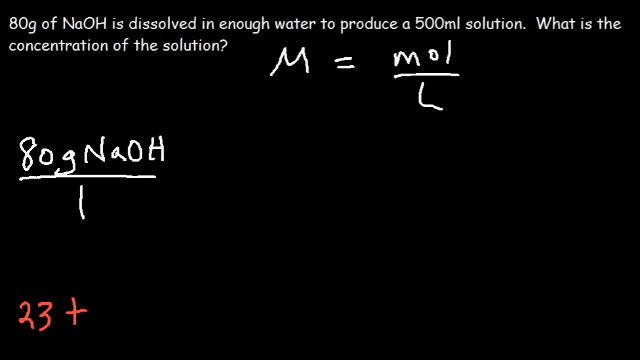 80g of NaOH is dissolved in enough water to produce a 500ml solution.  What is the
concentration of the solution?
M = mol
L
80g NaOH
1
23 +